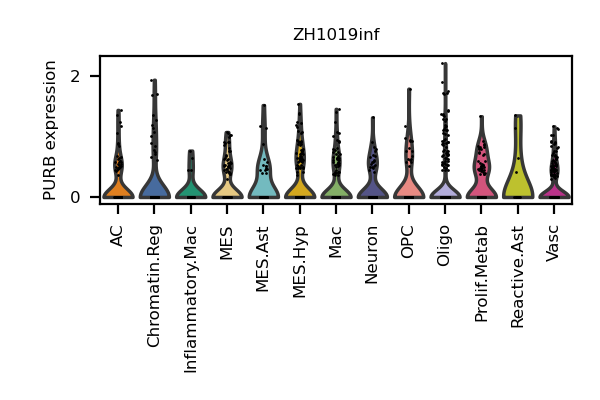 ZH1019inf
PURB expression
2
0
AC
Chromatin.Reg
Inflammatory.Mac
MES
MES.Ast
MES.Hyp
Mac
Neuron
OPC
Oligo
Prolif.Metab
Reactive.Ast
Vasc